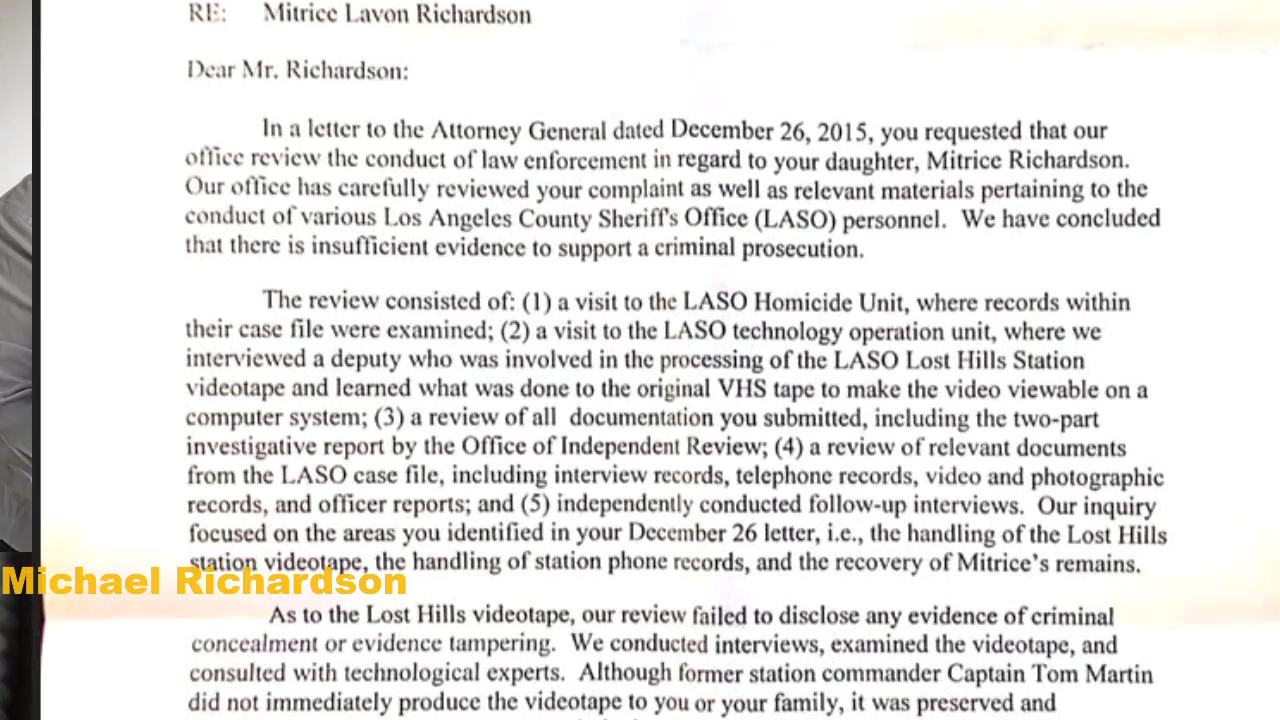 RE: Mitrice Lavon Richardson
Dear Mr. Richardson:
In a letter to the Attorney General dated December 26, 2015, you requested that our
office review the conduct of law enforcement in regard to your daughter, Mitrice Richardson.
Our office has carefully reviewed your complaint as well as relevant materials pertaining to the
conduct of various Los Angeles County Sheriff's Office (LASO) personnel. We have concluded
that there is insufficient evidence to support a criminal prosecution.
The review consisted of: (1) a visit to the LASO Homicide Unit, where records within
their case file were examined; (2) a visit to the LASO technology operation unit, where we
interviewed a deputy who was involved in the processing of the LASO Lost Hills Station
videotape and learned what was done to the original VHS tape to make the video viewable on a
computer system; (3) a review of all documentation you submitted, including the two-part
investigative report by the Office of Independent Review; (4) a review of relevant documents
from the LASO case file, including interview records, telephone records, video and photographic
records, and officer reports; and (5) independently conducted follow-up interviews. Our inquiry
focused on the areas you identified in your December 26 letter, i.e., the handling of the Lost Hills
station videotape, the handling of station phone records, and the recovery of Mitrice's remains.
Michael Richardson
As to the Lost Hills videotape, our review failed to disclose any evidence of criminal
concealment or evidence tampering. We conducted interviews, examined the videotape, and
consulted with technological experts. Although former station commander Captain Tom Martin
did not immediately produce the videotape to you or your family, it was preserved and